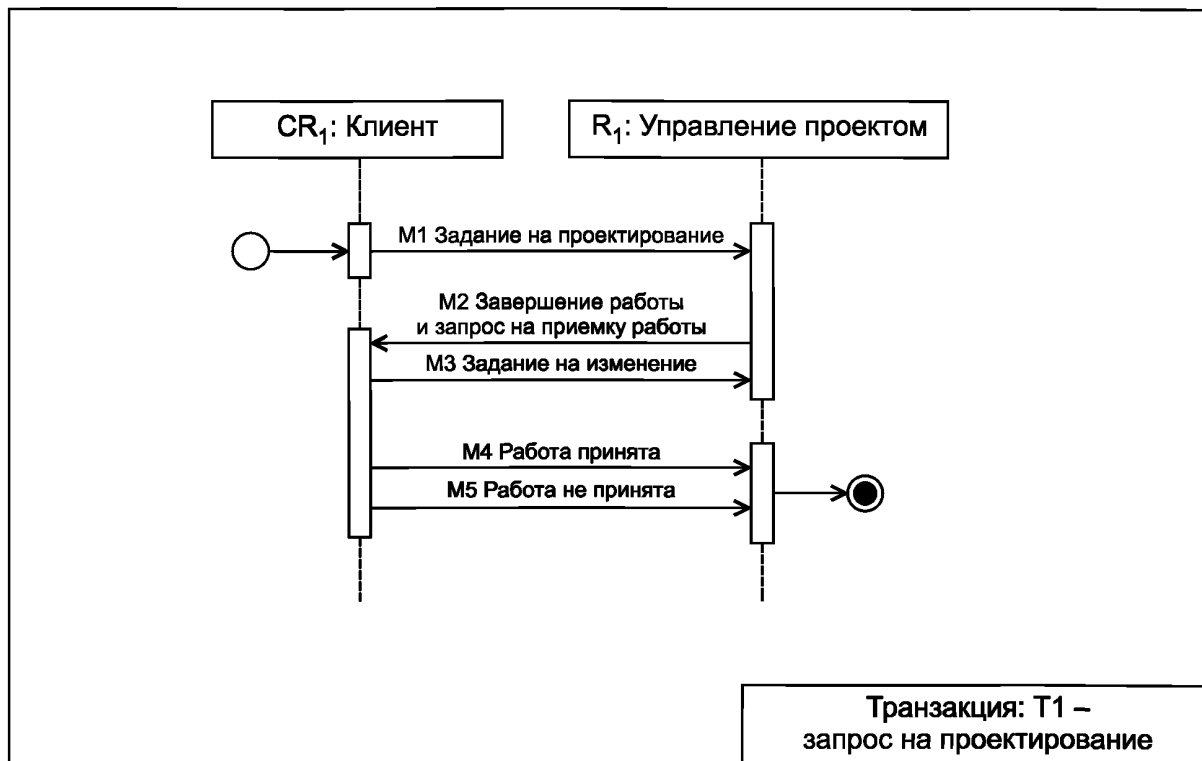 CR₁: Клиент
R₁: Управление проектом
М1 Задание на проектирование
М2 Завершение работы
и запрос на приемку работы
М3 Задание на изменение
М4 Работа принята
М5 Работа не принята
Транзакция: Т1 –
запрос на проектирование